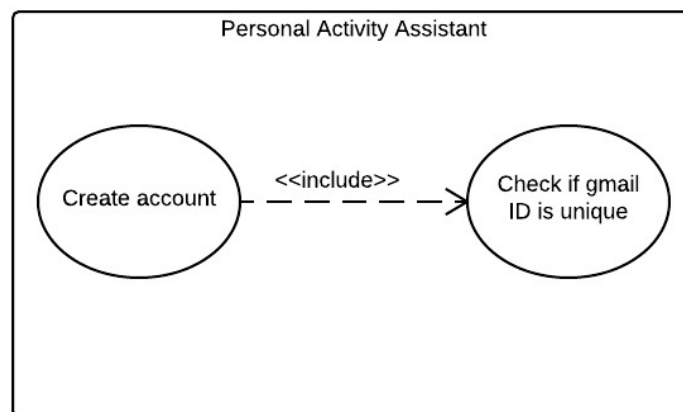 Personal Activity Assistant
<<include>>
Create account
Check if gmail
ID is unique